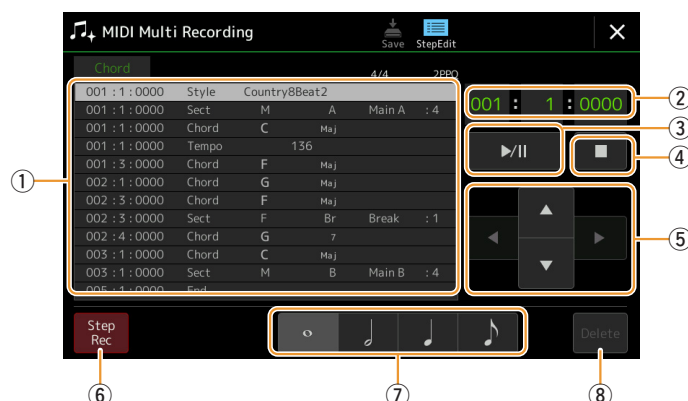 MIDI Multi Recording
Save StepEdit
Chord 4/4 2PPQ
001 : 1 : 0000 Style Country8Beat2
001 : 1 : 0000 Sect M A Main A : 4
001 : 1 : 0000 Chord C Maj
001 : 1 : 0000 Tempo 136
001 : 3 : 0000 Chord F Maj
002 : 1 : 0000 Chord G Maj
002 : 3 : 0000 Chord F Maj
002 : 3 : 0000 Sect F Br Break : 1
002 : 4 : 0000 Chord G 7
003 : 1 : 0000 Chord C Maj
003 : 1 : 0000 Sect M B Main B : 4
005 : 1 : 0000 End
001 : 1 : 0000
Step
Rec
Delete
①
②
③
④
⑤
⑥
⑦
⑧